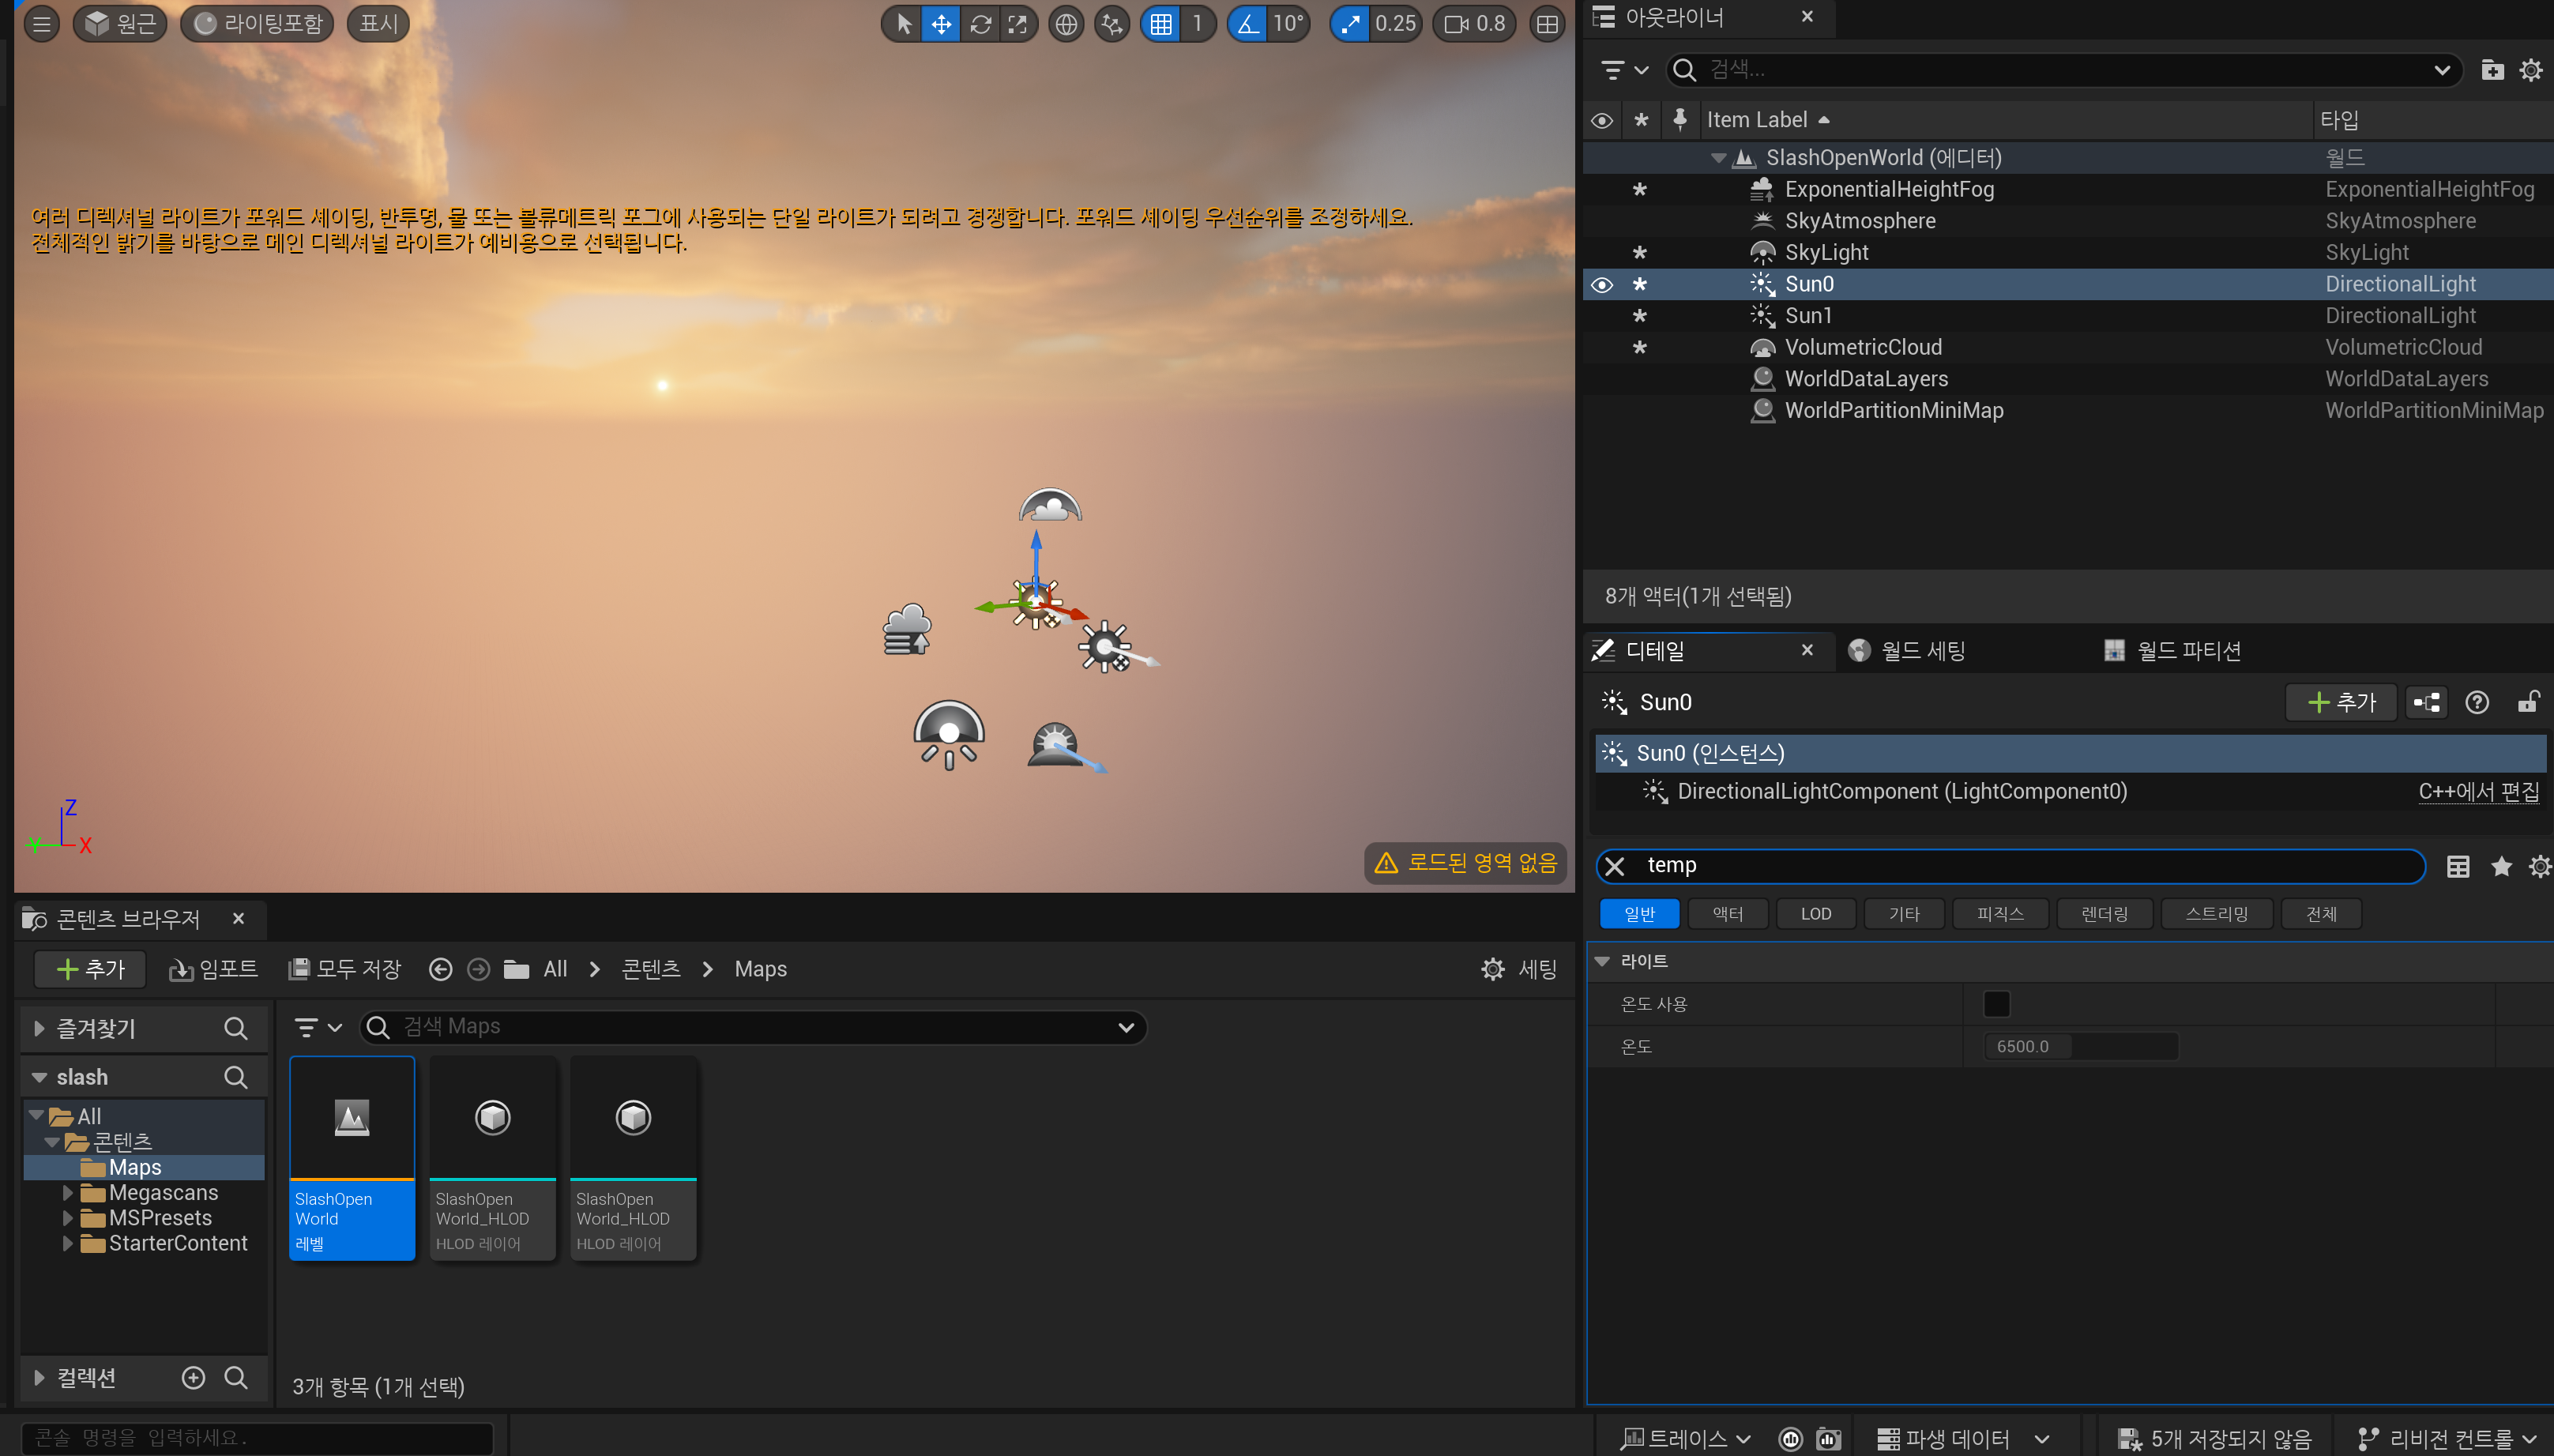 원근
라이팅포함
표시
1
10°
0.25
0.8
여러 디렉셔널 라이트가 포워드 셰이딩, 반투명, 물 또는 볼류메트릭 포그에 사용되는 단일 라이트가 되려고 경쟁합니다. 포워드 셰이딩 우선순위를 조정하세요.
전체적인 밝기를 바탕으로 메인 디렉셔널 라이트가 예비용으로 선택됩니다.
Z
Y
X
로드된 영역 없음
아웃라이너
검색...
Item Label
타입
SlashOpenWorld (에디터)
월드
ExponentialHeightFog
ExponentialHeightFog
SkyAtmosphere
SkyAtmosphere
SkyLight
SkyLight
Sun0
DirectionalLight
Sun1
DirectionalLight
VolumetricCloud
VolumetricCloud
WorldDataLayers
WorldDataLayers
WorldPartitionMiniMap
WorldPartitionMiniMap
8개 액터(1개 선택됨)
디테일
월드 세팅
월드 파티션
Sun0
추가
Sun0 (인스턴스)
DirectionalLightComponent (LightComponent0)
C++에서 편집
temp
일반
액터
LOD
기타
피직스
렌더링
스트리밍
전체
라이트
온도 사용
온도
6500.0
콘텐츠 브라우저
추가
임포트
모두 저장
All
콘텐츠
Maps
세팅
즐겨찾기
slash
All
콘텐츠
Maps
Megascans
MSPresets
StarterContent
컬렉션
검색 Maps
SlashOpen
World
레벨
SlashOpen
World_HLOD
HLOD 레이어
SlashOpen
World_HLOD
HLOD 레이어
3개 항목 (1개 선택)
콘솔 명령을 입력하세요.
트레이스
파생 데이터
5개 저장되지 않음
리비전 컨트롤